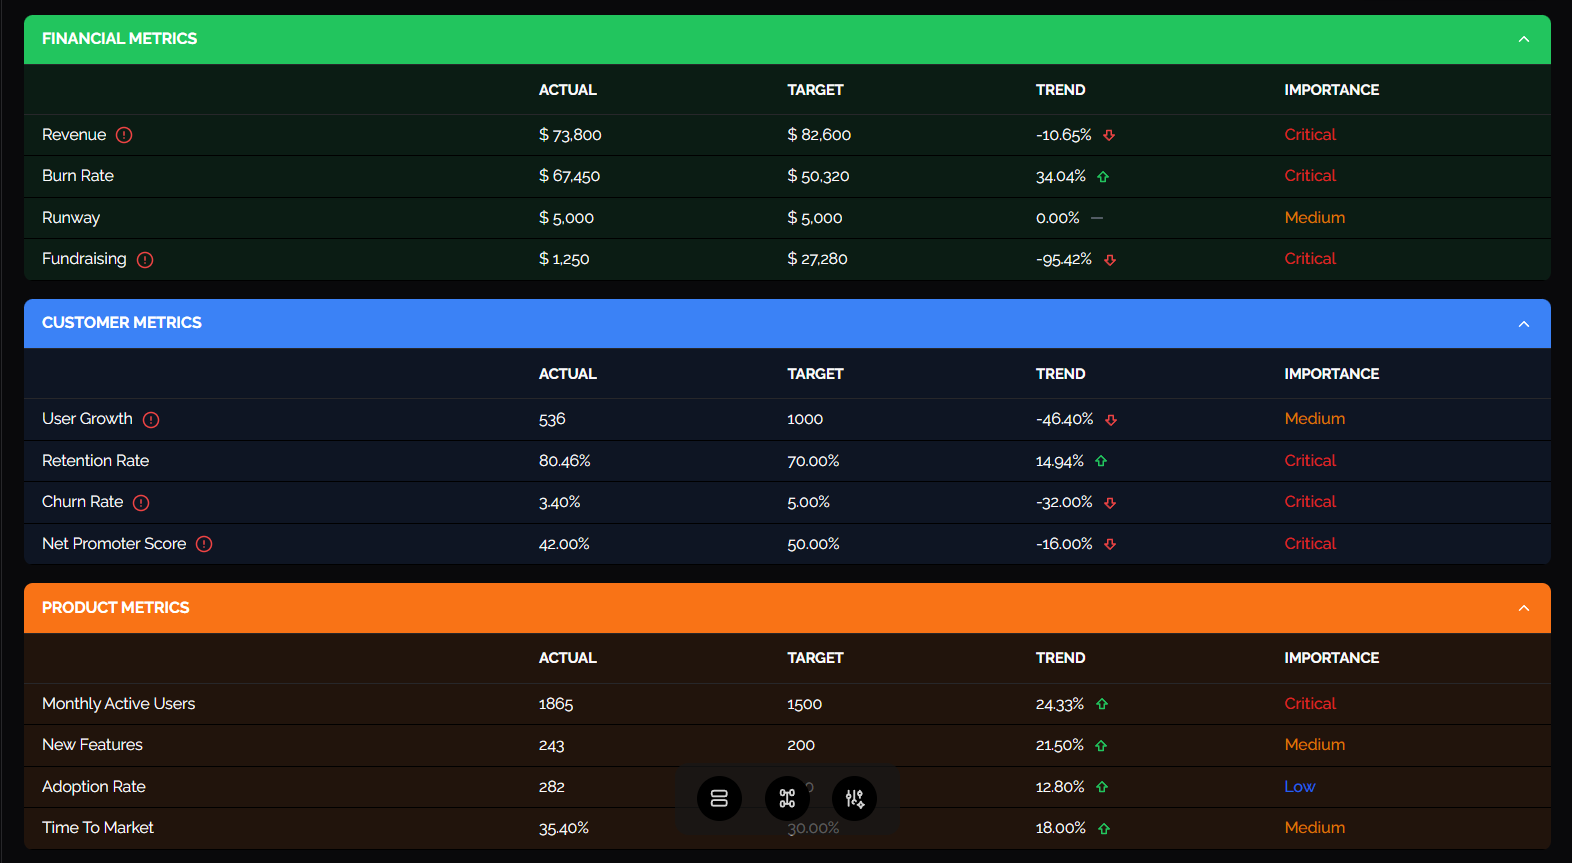 FINANCIAL METRICS
ACTUAL TARGET TREND IMPORTANCE
Revenue $ 73,800 $ 82,600 -10.65% Critical
Burn Rate $ 67,450 $ 50,320 34.04% Critical
Runway $ 5,000 $ 5,000 0.00% Medium
Fundraising $ 1,250 $ 27,280 -95.42% Critical
CUSTOMER METRICS
ACTUAL TARGET TREND IMPORTANCE
User Growth 536 1000 -46.40% Medium
Retention Rate 80.46% 70.00% 14.94% Critical
Churn Rate 3.40% 5.00% -32.00% Critical
Net Promoter Score 42.00% 50.00% -16.00% Critical
PRODUCT METRICS
ACTUAL TARGET TREND IMPORTANCE
Monthly Active Users 1865 1500 24.33% Critical
New Features 243 200 21.50% Medium
Adoption Rate 282 12.80% Low
Time To Market 35.40% 30.00% 18.00% Medium